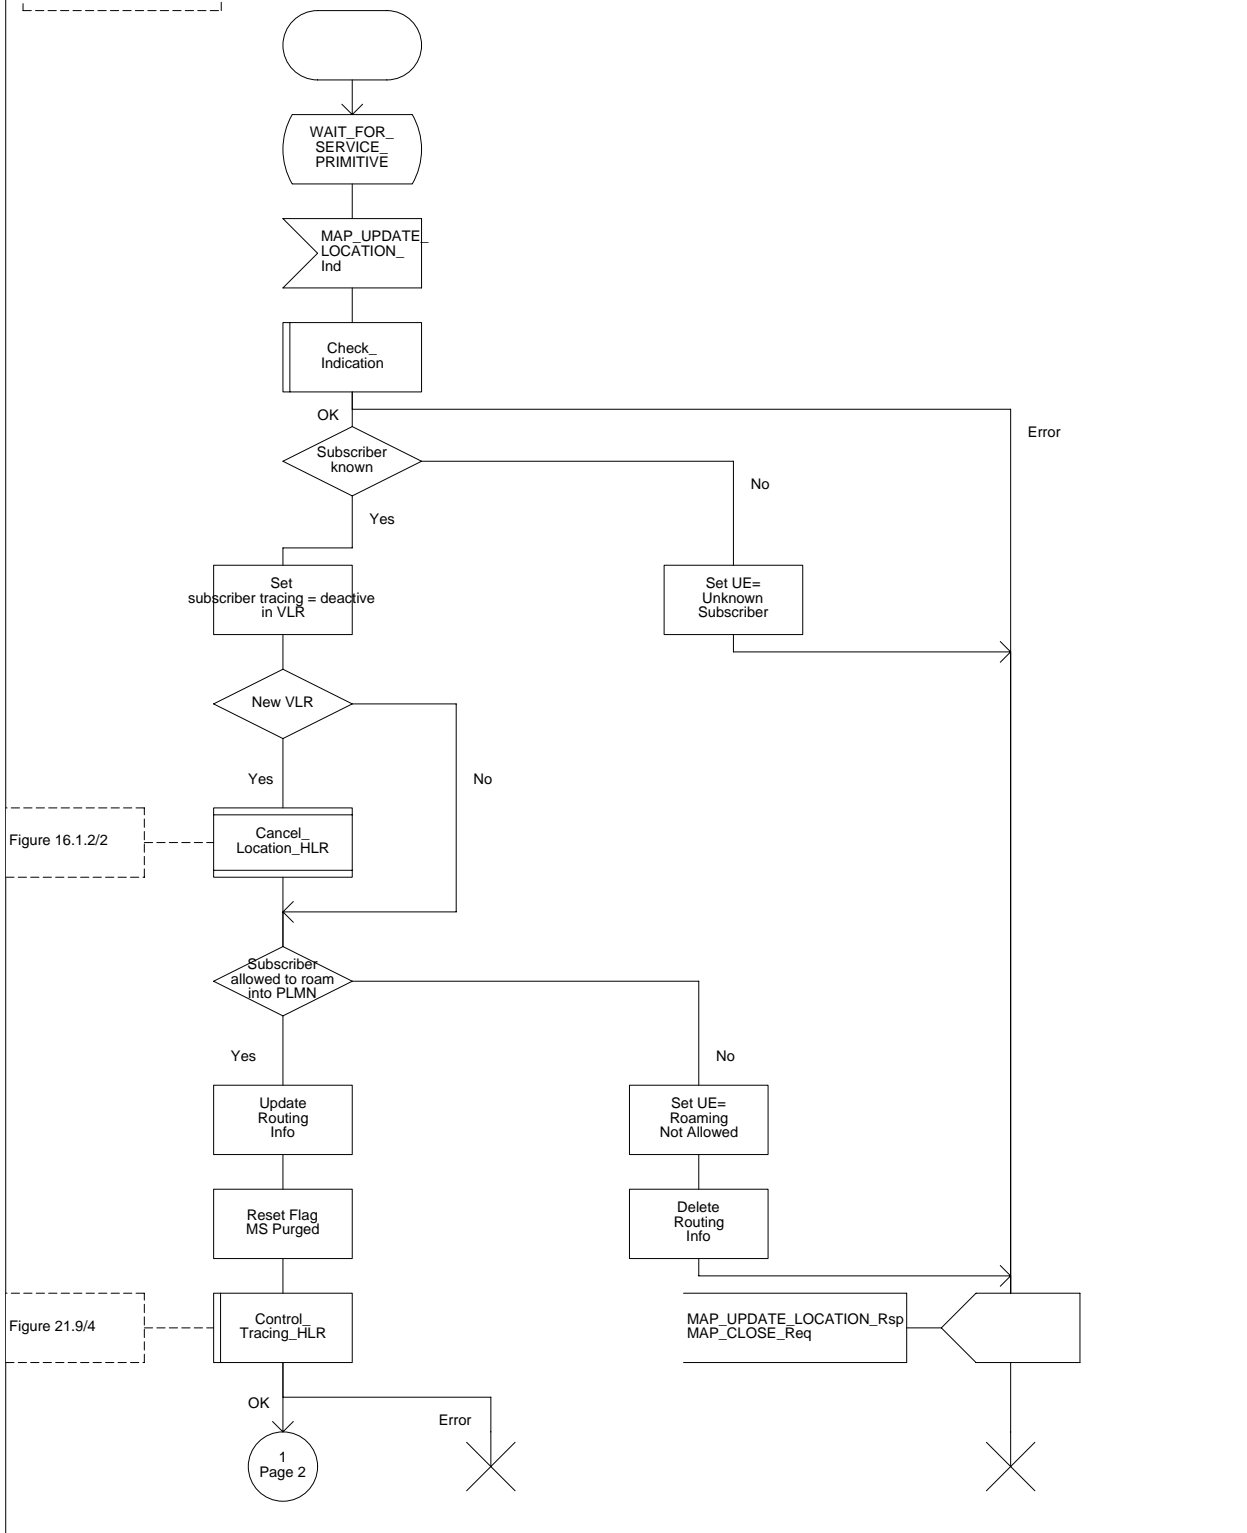 WAIT_FOR_
SERVICE_
PRIMITIVE
MAP_UPDATE_
LOCATION_
Ind
Check_
Indication
OK
Error
Subscriber
known
No
Yes
Set
subscriber tracing = deactive
in VLR
Set UE=
Unknown
Subscriber
New VLR
Yes
No
Figure 16.1.2/2
Cancel_
Location_HLR
Subscriber
allowed to roam
into PLMN
Yes
No
Update
Routing
Info
Set UE=
Roaming
Not Allowed
Reset Flag
MS Purged
Delete
Routing
Info
Figure 21.9/4
Control_
Tracing_HLR
MAP_UPDATE_LOCATION_Rsp
MAP_CLOSE_Req
OK
Error
1
Page 2